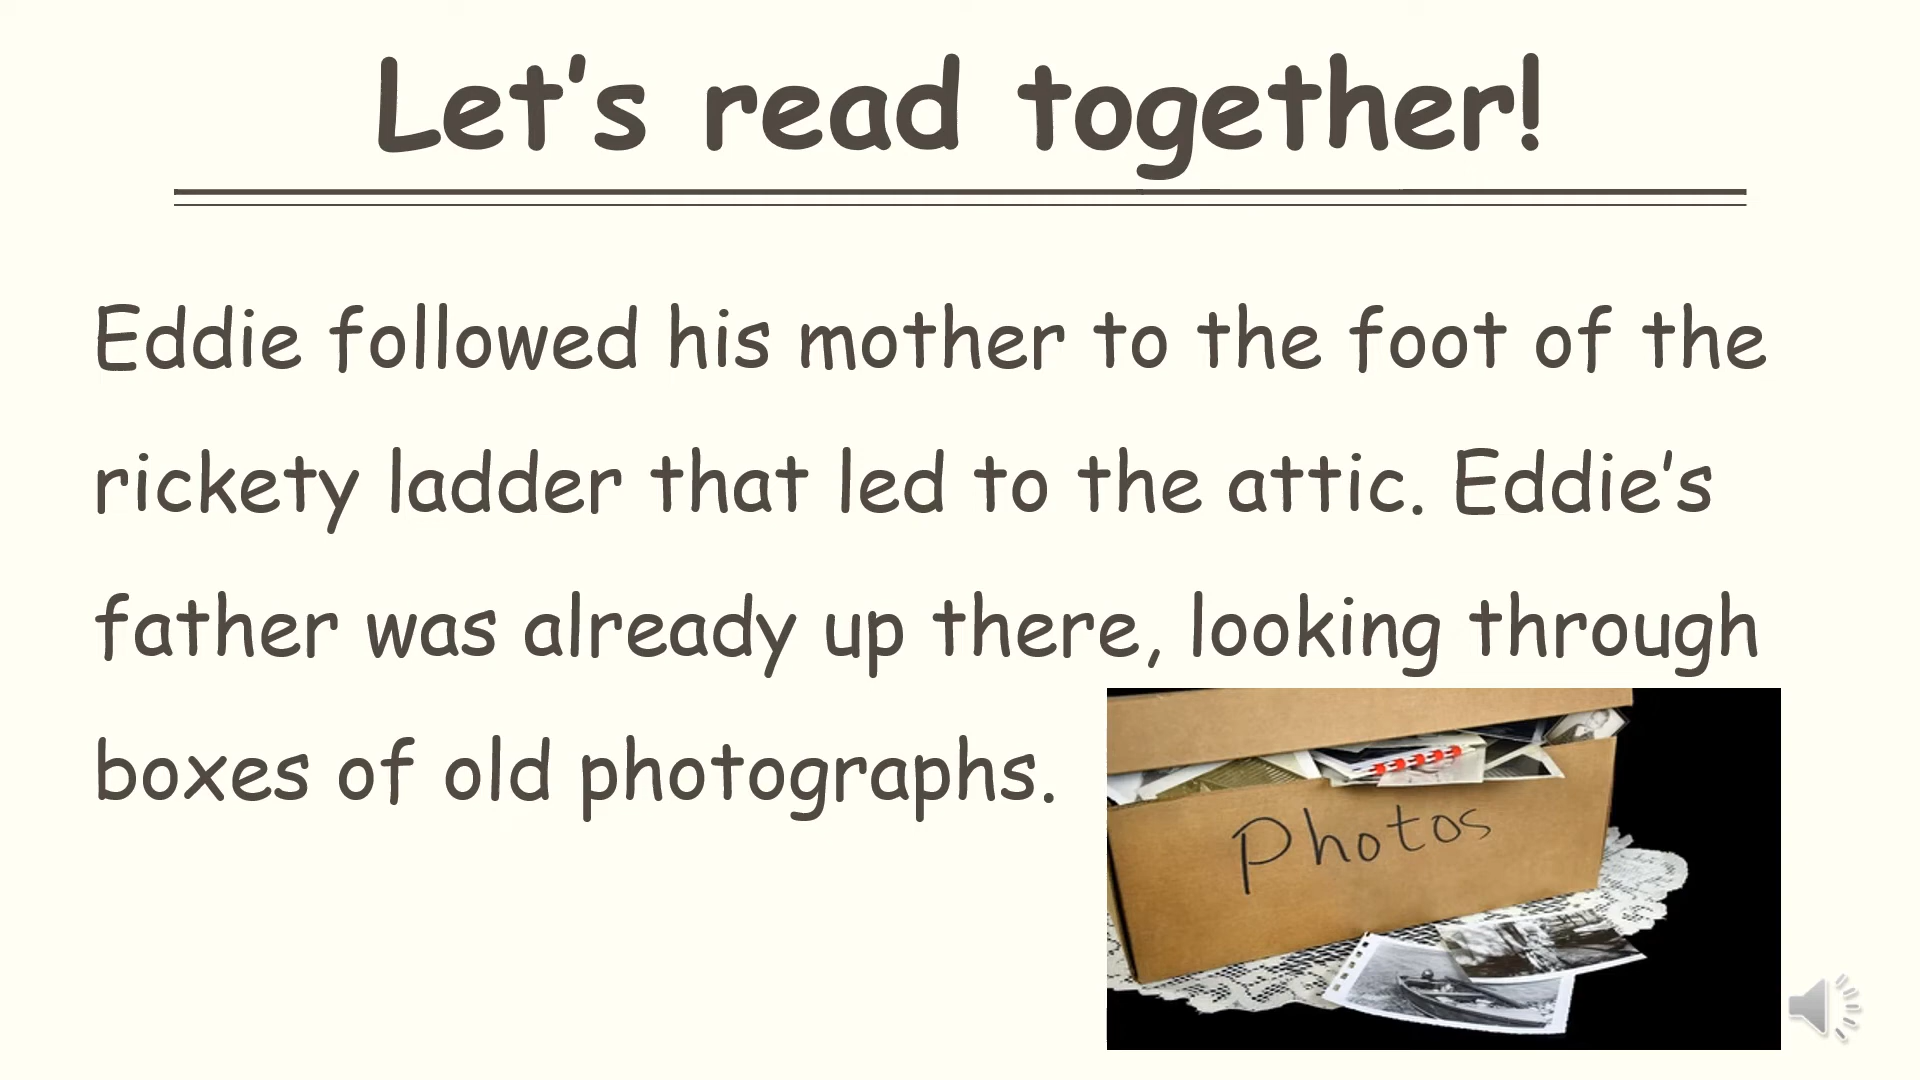 Let’s read together!
Eddie followed his mother to the foot of the
rickety ladder that led to the attic. Eddie’s
father was already up there, looking through
boxes of old photographs.
Photos